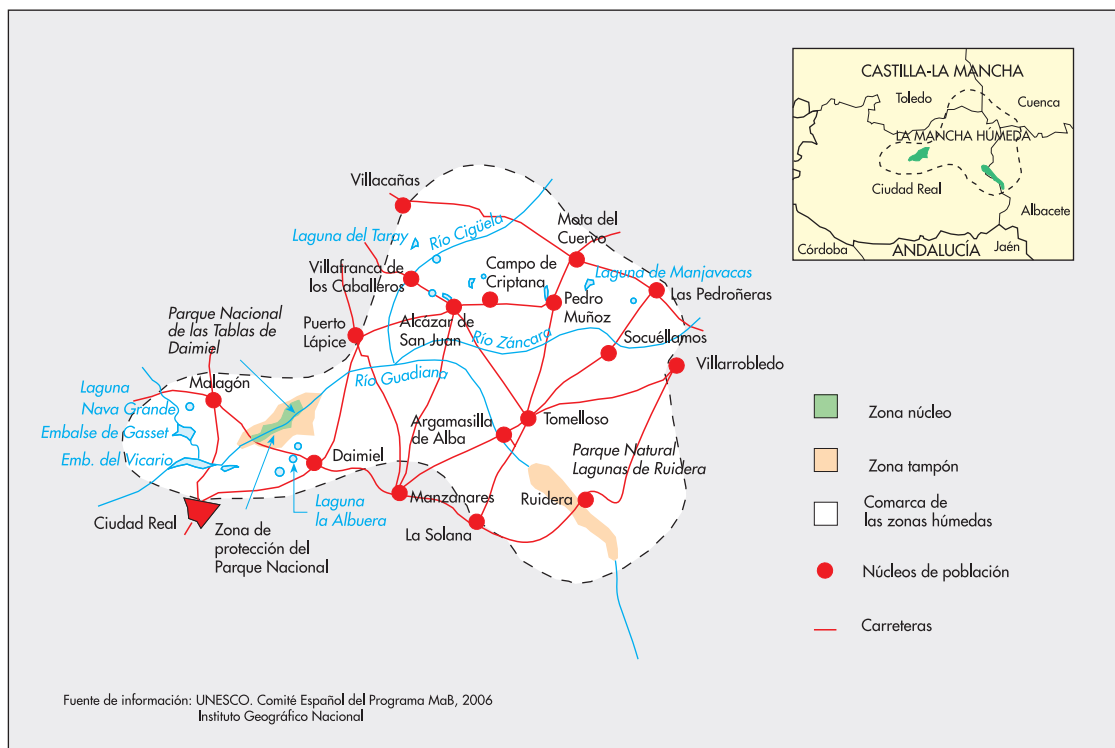 CASTILLA-LA MANCHA
Toledo
Cuenca
LA MANCHA HÚMEDA
Ciudad Real
Albacete
Córdoba
ANDALUCÍA
Jaén
Villacañas
Laguna del Taray
Río Cigüela
Mota del
Cuervo
Villafranca de
los Caballeros
Campo de
Criptana
Laguna de Manjavacas
Las Pedroñeras
Parque Nacional
de las Tablas de
Daimiel
Puerto
Lápice
Alcázar de
San Juan
Pedro
Muñoz
Río Záncara
Socuéllamos
Villarrobledo
Río Guadiana
Malagón
Laguna
Nava Grande
Embalse de Gasset
Emb. del Vicario
Argamasilla
de Alba
Tomelloso
Parque Natural
Lagunas de Ruidera
Daimiel
Manzanares
Ruidera
Laguna
la Albuera
Ciudad Real
Zona de
protección del
Parque Nacional
La Solana
Zona núcleo
Zona tampón
Comarca de
las zonas húmedas
Núcleos de población
Carreteras
Fuente de información: UNESCO. Comité Español del Programa MaB, 2006
Instituto Geográfico Nacional